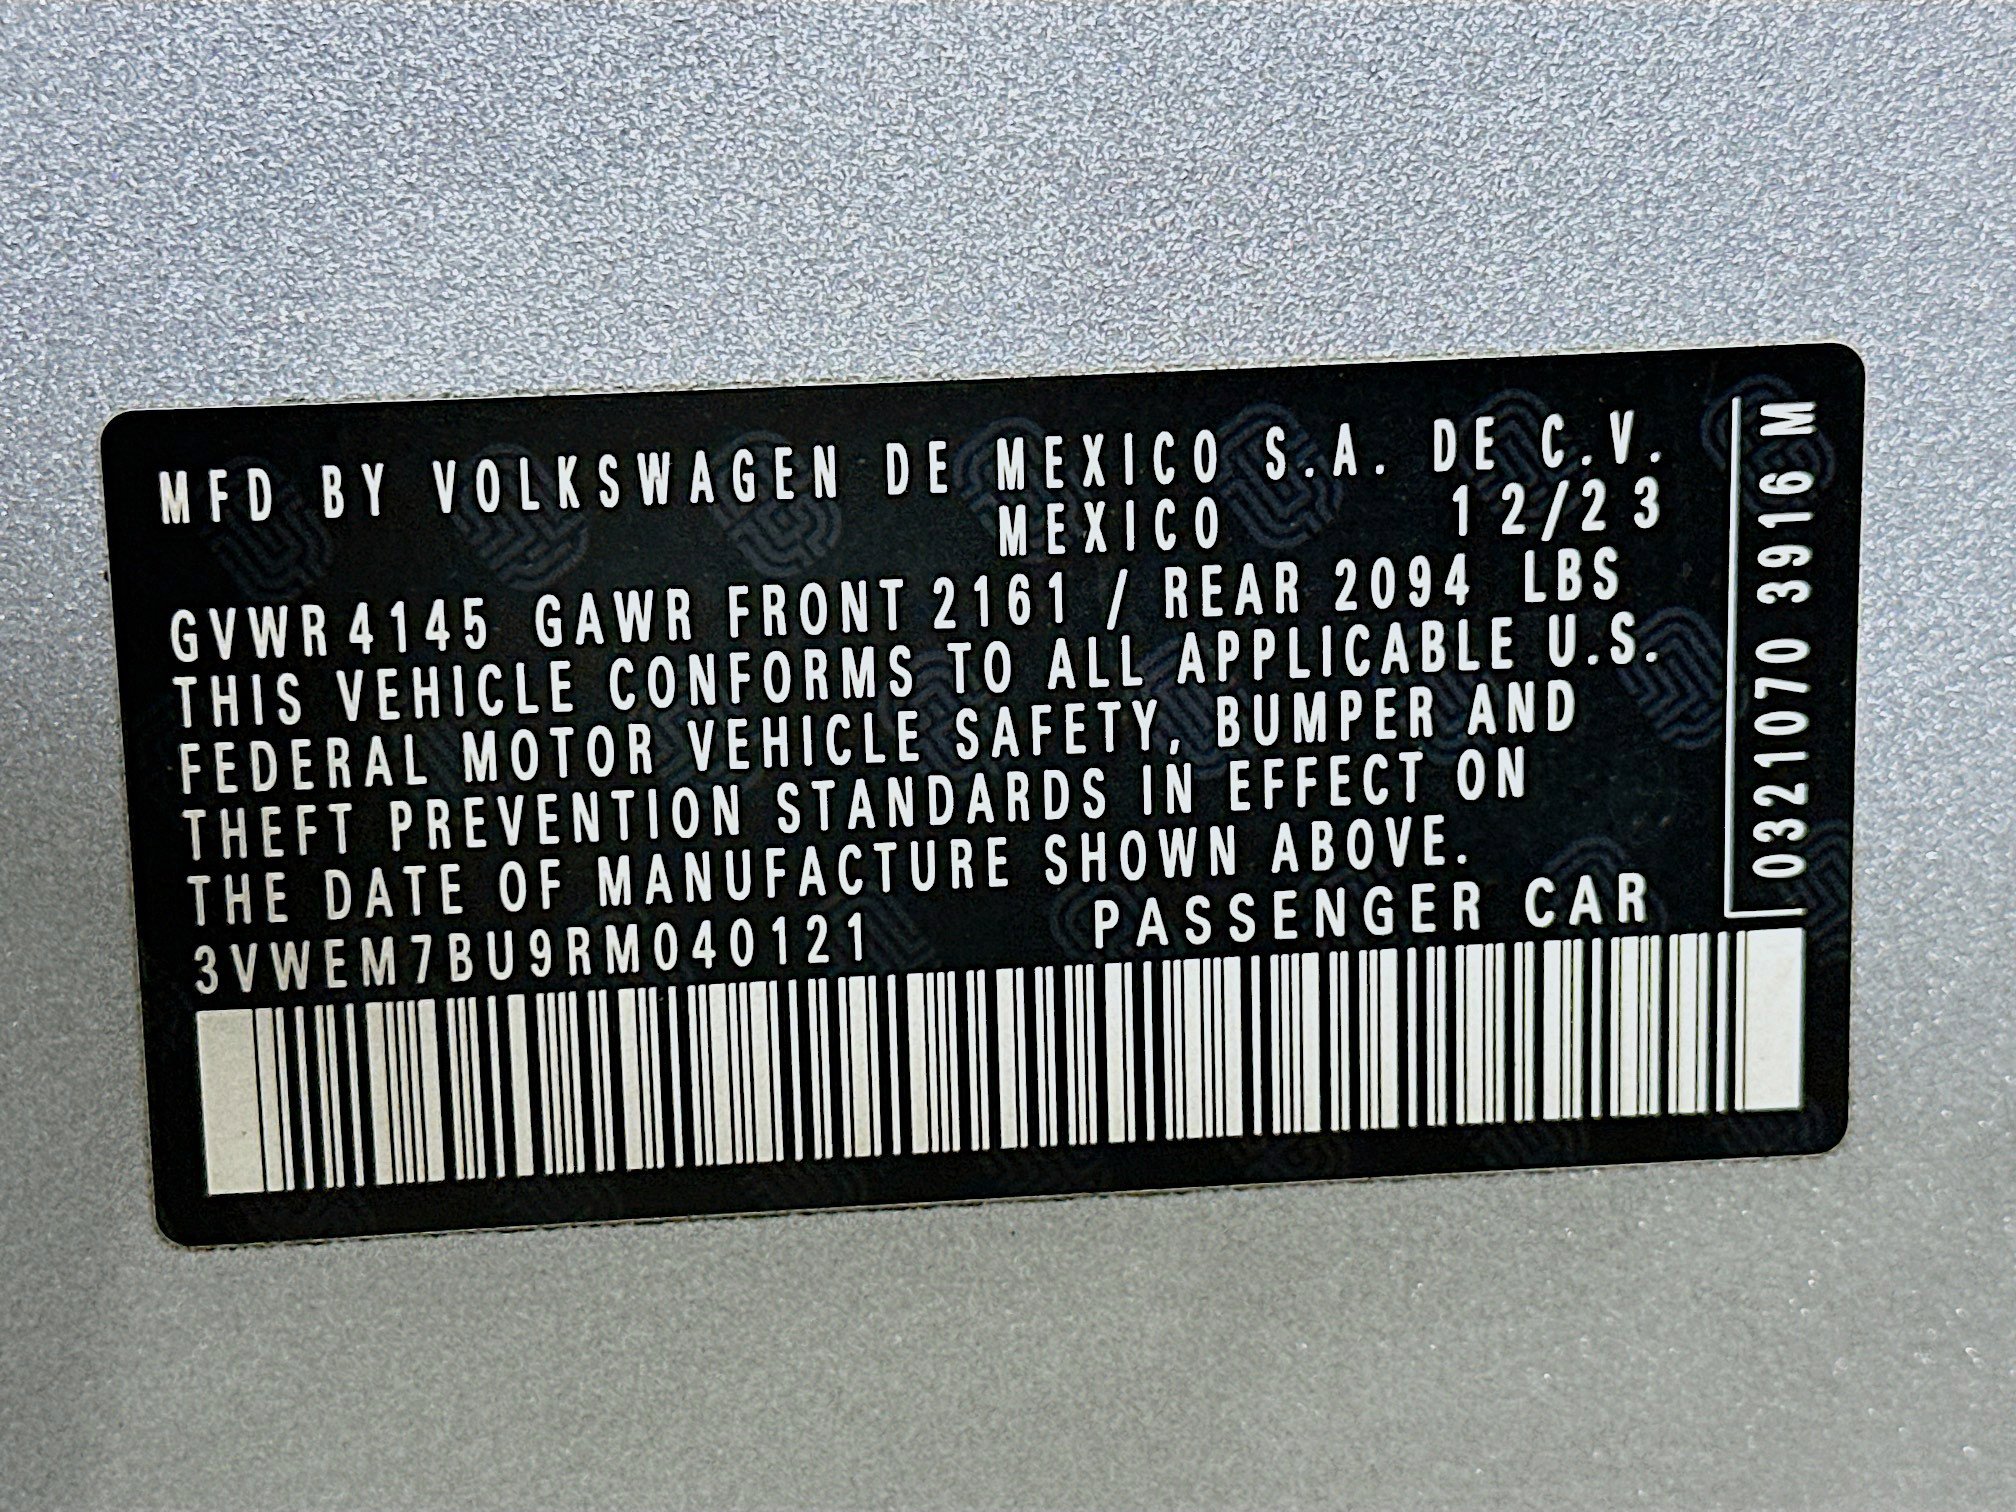 MFD BY VOLKSWAGEN DE MEXICO S.A. DE C.V.
MEXICO 12/23
GVWR 4145 GAWR FRONT 2161 / REAR 2094 LBS
THIS VEHICLE CONFORMS TO ALL APPLICABLE U.S.
FEDERAL MOTOR VEHICLE SAFETY, BUMPER AND
THEFT PREVENTION STANDARDS IN EFFECT ON
THE DATE OF MANUFACTURE SHOWN ABOVE.
3VWEM7BU9RM040121 PASSENGER CAR
0321070 3916 M